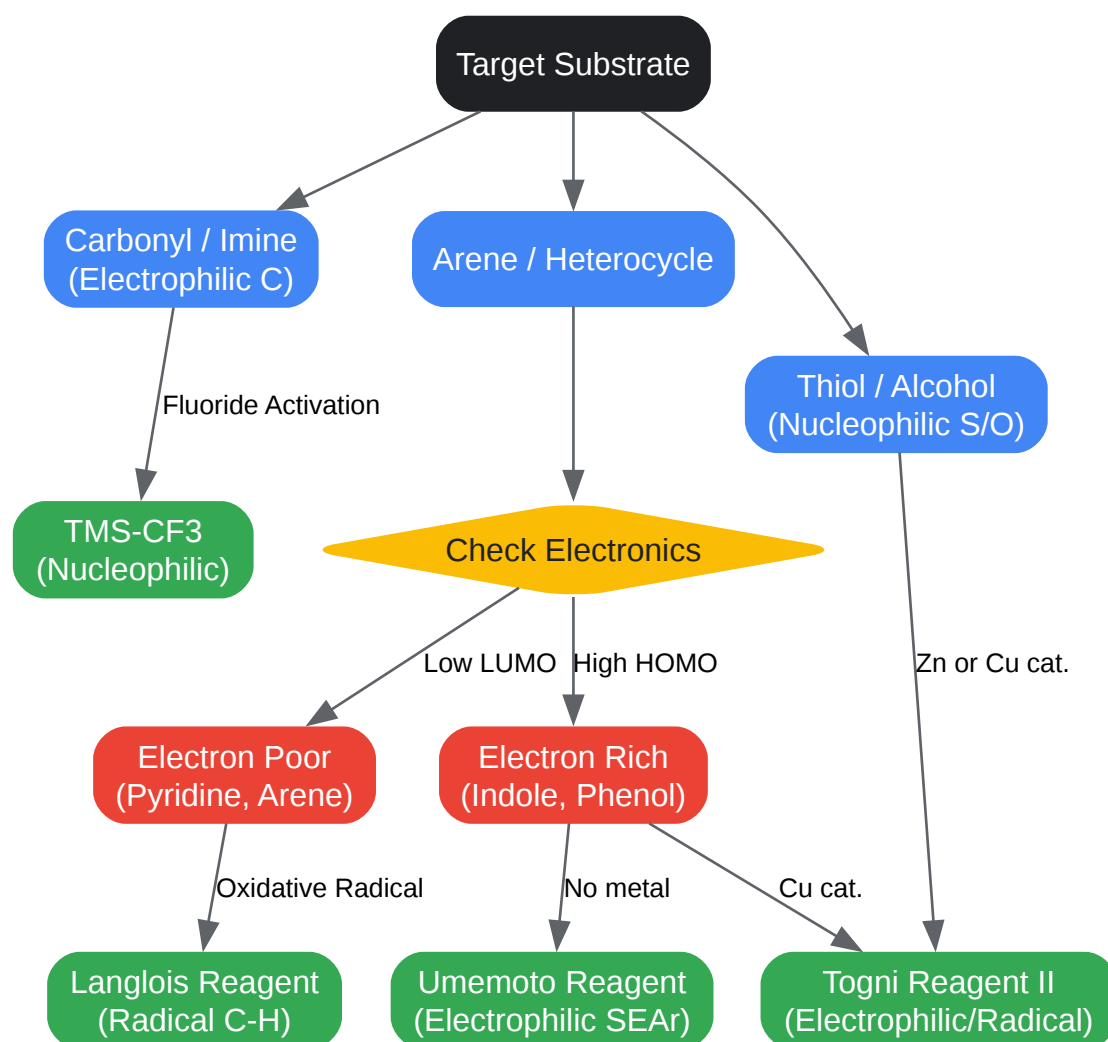 Target Substrate
Carbonyl / Imine
(Electrophilic C)
Arene / Heterocycle
Thiol / Alcohol
(Nucleophilic S/O)
Fluoride Activation
TMS-CF3
(Nucleophilic)
Check Electronics
Low LUMO
High HOMO
Zn or Cu cat.
Electron Poor
(Pyridine, Arene)
Electron Rich
(Indole, Phenol)
Oxidative Radical
No metal
Cu cat.
Langlois Reagent
(Radical C-H)
Umemoto Reagent
(Electrophilic SEAr)
Togni Reagent II
(Electrophilic/Radical)